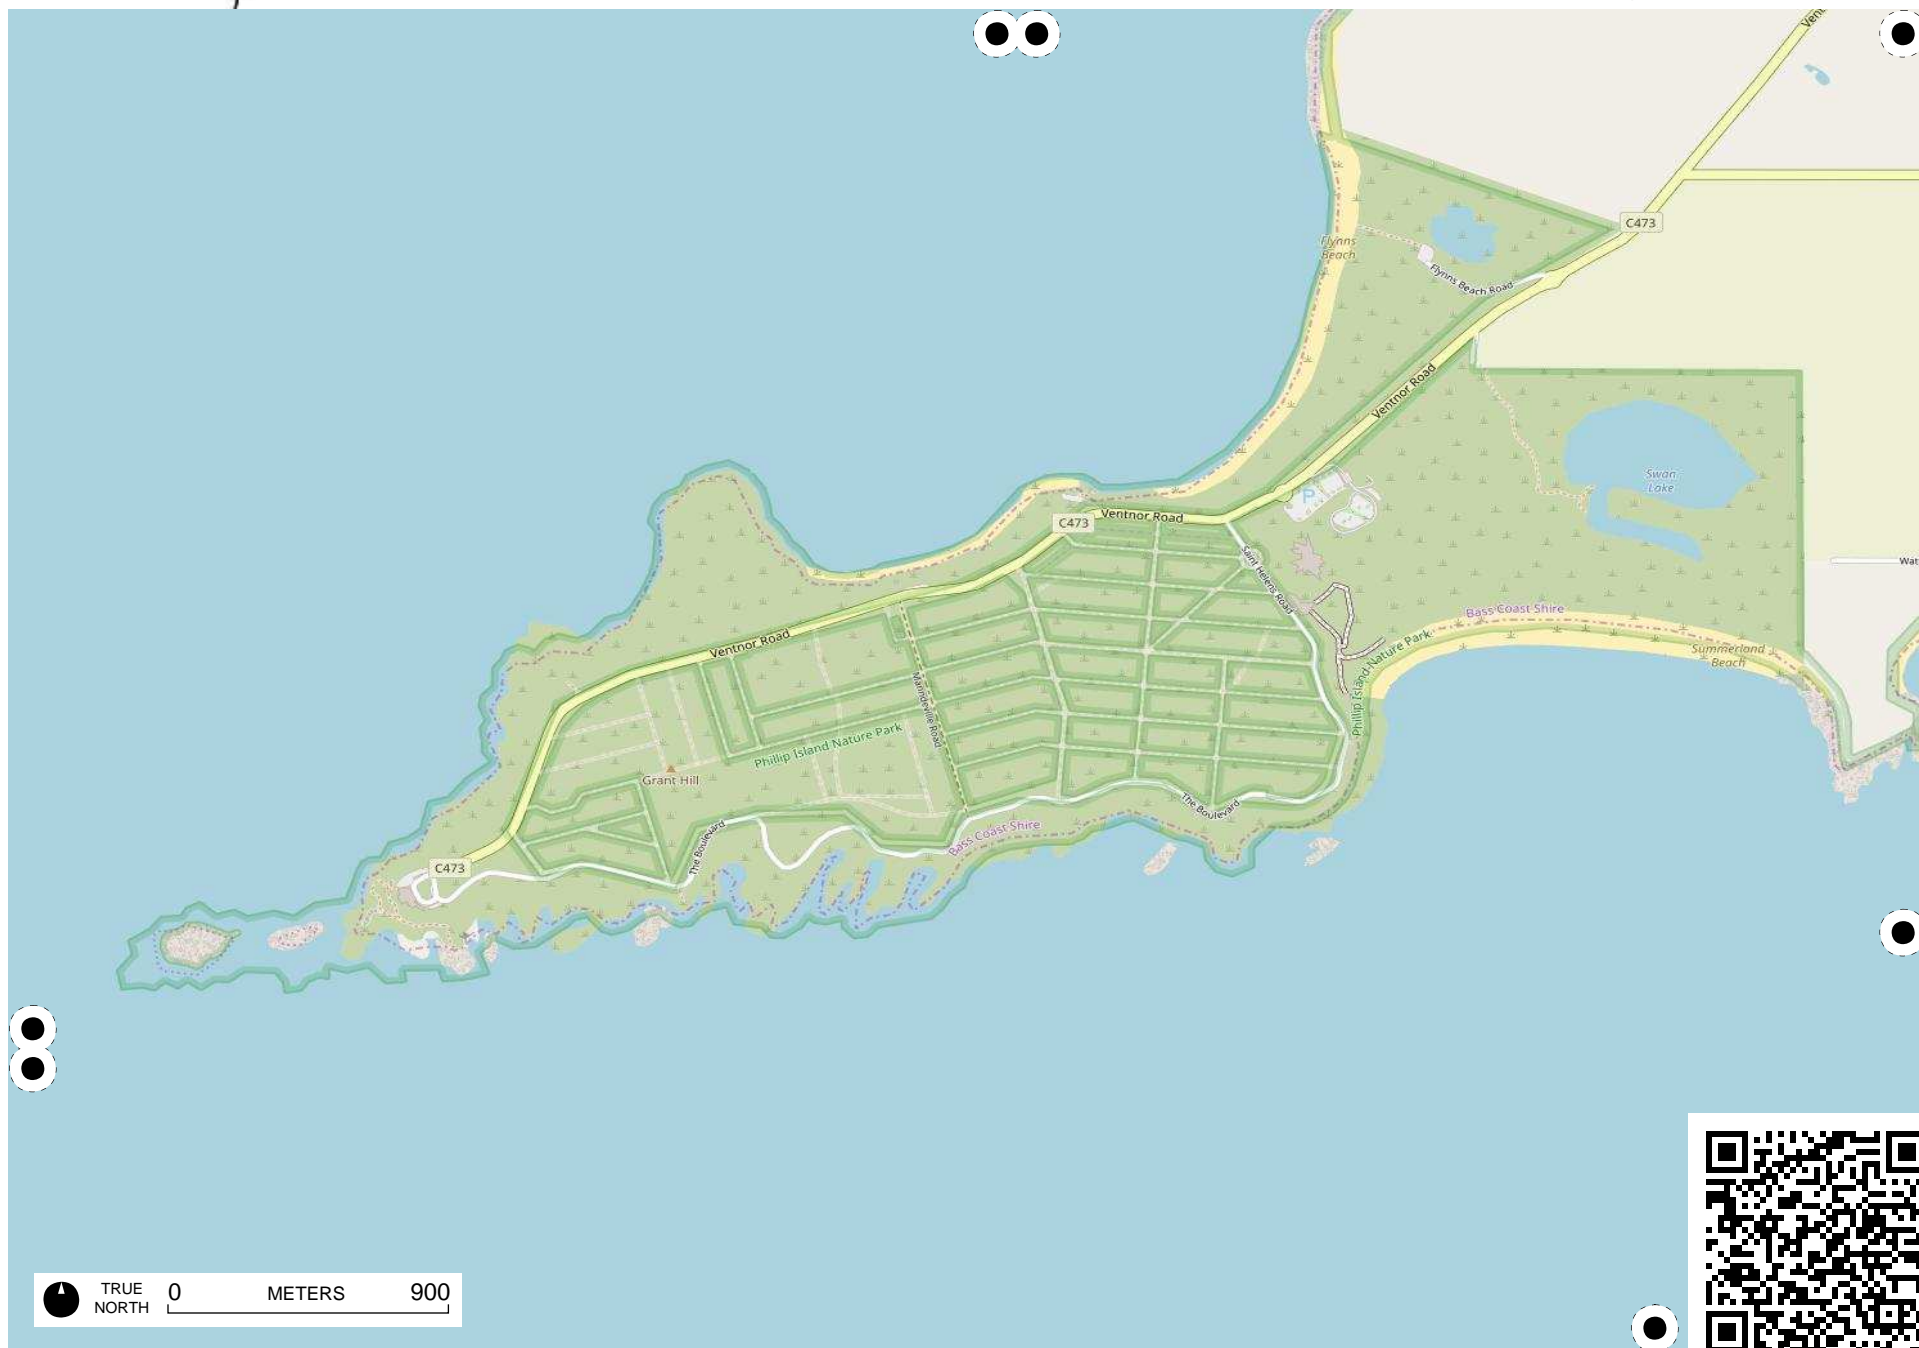 C473
Flynns
Beach
Flynns Beach Road
Ventnor Road
Swan
Lake
C473
Ventnor Road
Saint Helens Road
Wat
Bass Coast Shire
Phillip Island Nature Park
Summerland
Beach
P
Ventnor Road
Marindeville Road
Phillip Island Nature Park
Grant Hill
The Boulevard
The Boulevard
Bass Coast Shire
C473
TRUE
NORTH
0 METERS 900